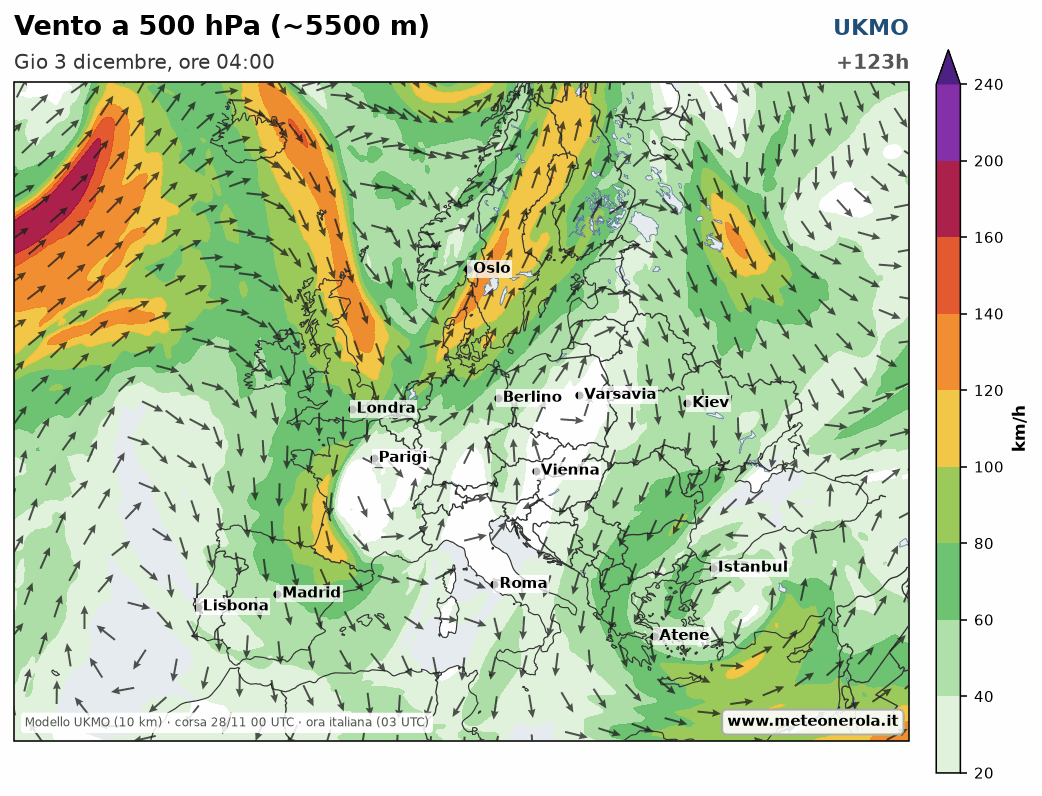 Vento a 500 hPa (~5500 m)
UKMO
Gio 3 dicembre, ore 04:00
+123h
240
200
160
140
120
100
80
60
40
20
km/h
Oslo
Londra
Berlino
Varsavia
Kiev
Parigi
Vienna
Istanbul
Roma
Madrid
Lisbona
Atene
Modello UKMO (10 km) · corsa 28/11 00 UTC · ora italiana (03 UTC)
www.meteonerola.it